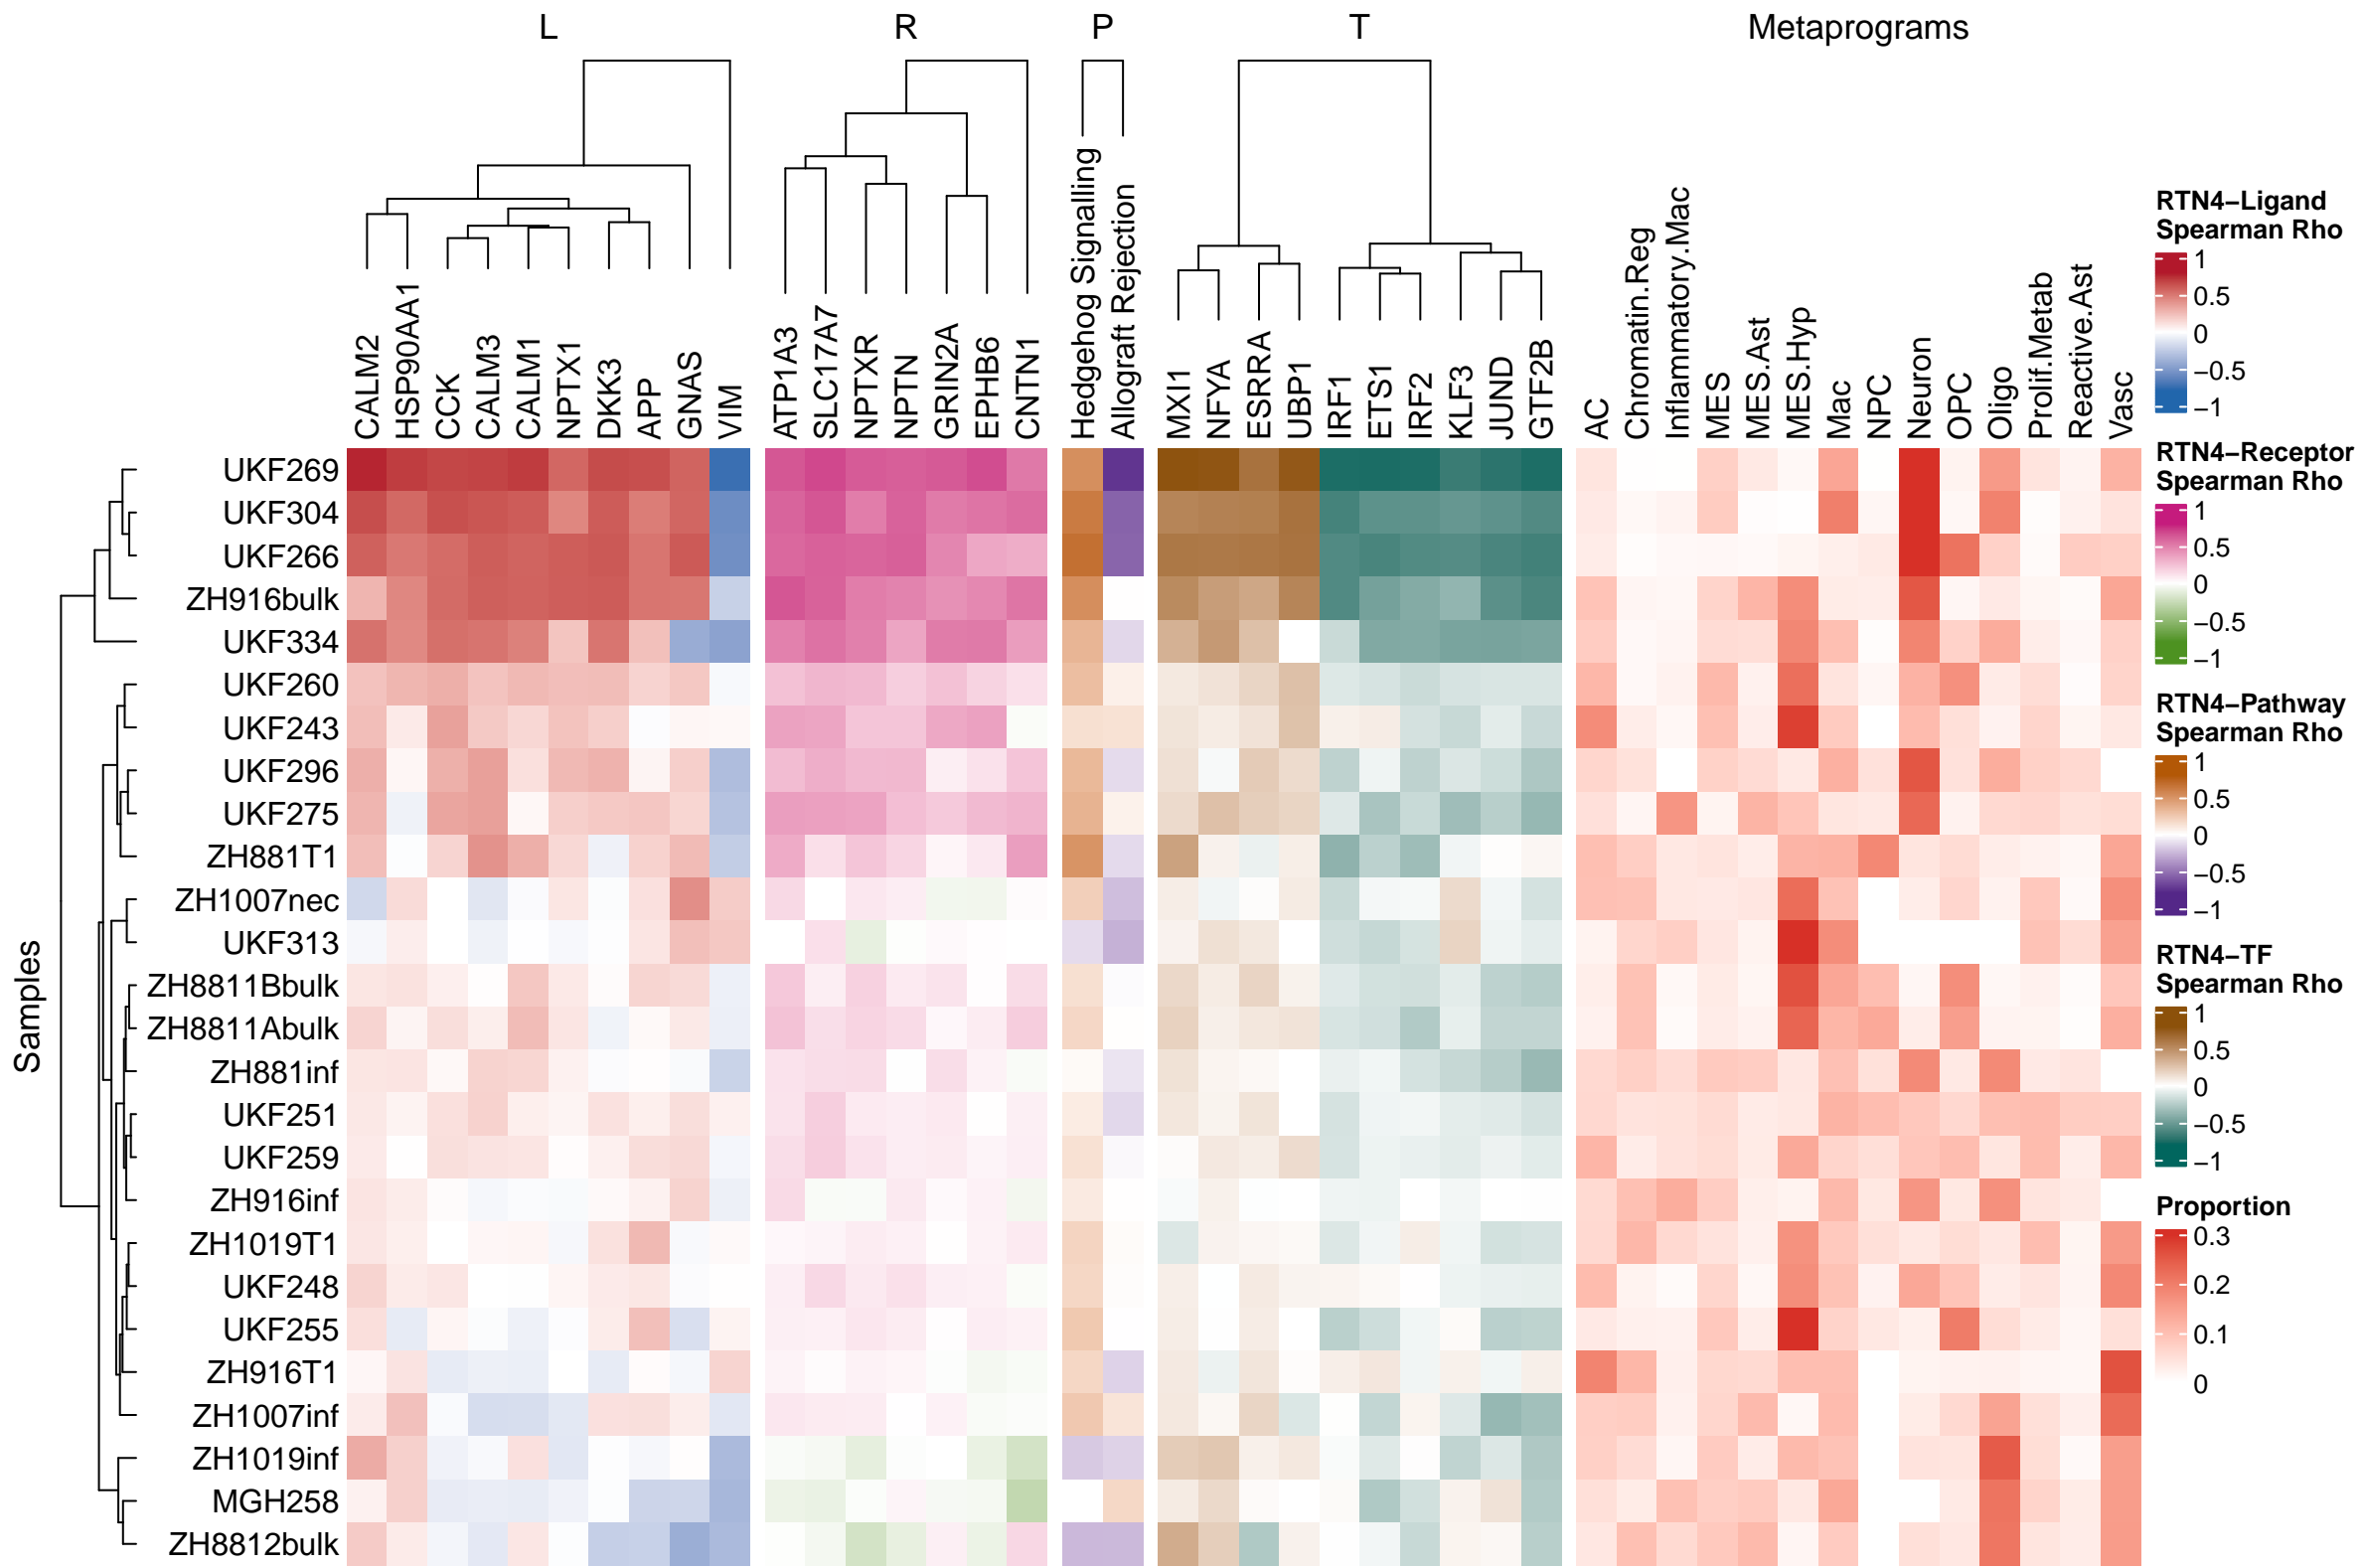 L
R
P
T
Metaprograms
CALM2
HSP90AA1
CCK
CALM3
CALM1
NPTX1
DKK3
APP
GNAS
VIM
ATP1A3
SLC17A7
NPTXR
NPTN
GRIN2A
EPHB6
CNTN1
Hedgehog Signalling
Allograft Rejection
MXI1
NFYA
ESRRA
UBP1
IRF1
ETS1
IRF2
KLF3
JUND
GTF2B
AC
Chromatin.Reg
Inflammatory.Mac
MES
MES.Ast
MES.Hyp
Mac
NPC
Neuron
OPC
Oligo
Prolif.Metab
Reactive.Ast
Vasc
Samples
UKF269
UKF304
UKF266
ZH916bulk
UKF334
UKF260
UKF243
UKF296
UKF275
ZH881T1
ZH1007nec
UKF313
ZH8811Bbulk
ZH8811Abulk
ZH881inf
UKF251
UKF259
ZH916inf
ZH1019T1
UKF248
UKF255
ZH916T1
ZH1007inf
ZH1019inf
MGH258
ZH8812bulk
RTN4−Ligand
Spearman Rho
1
0.5
0
−0.5
−1
RTN4−Receptor
Spearman Rho
1
0.5
0
−0.5
−1
RTN4−Pathway
Spearman Rho
1
0.5
0
−0.5
−1
RTN4−TF
Spearman Rho
1
0.5
0
−0.5
−1
Proportion
0.3
0.2
0.1
0